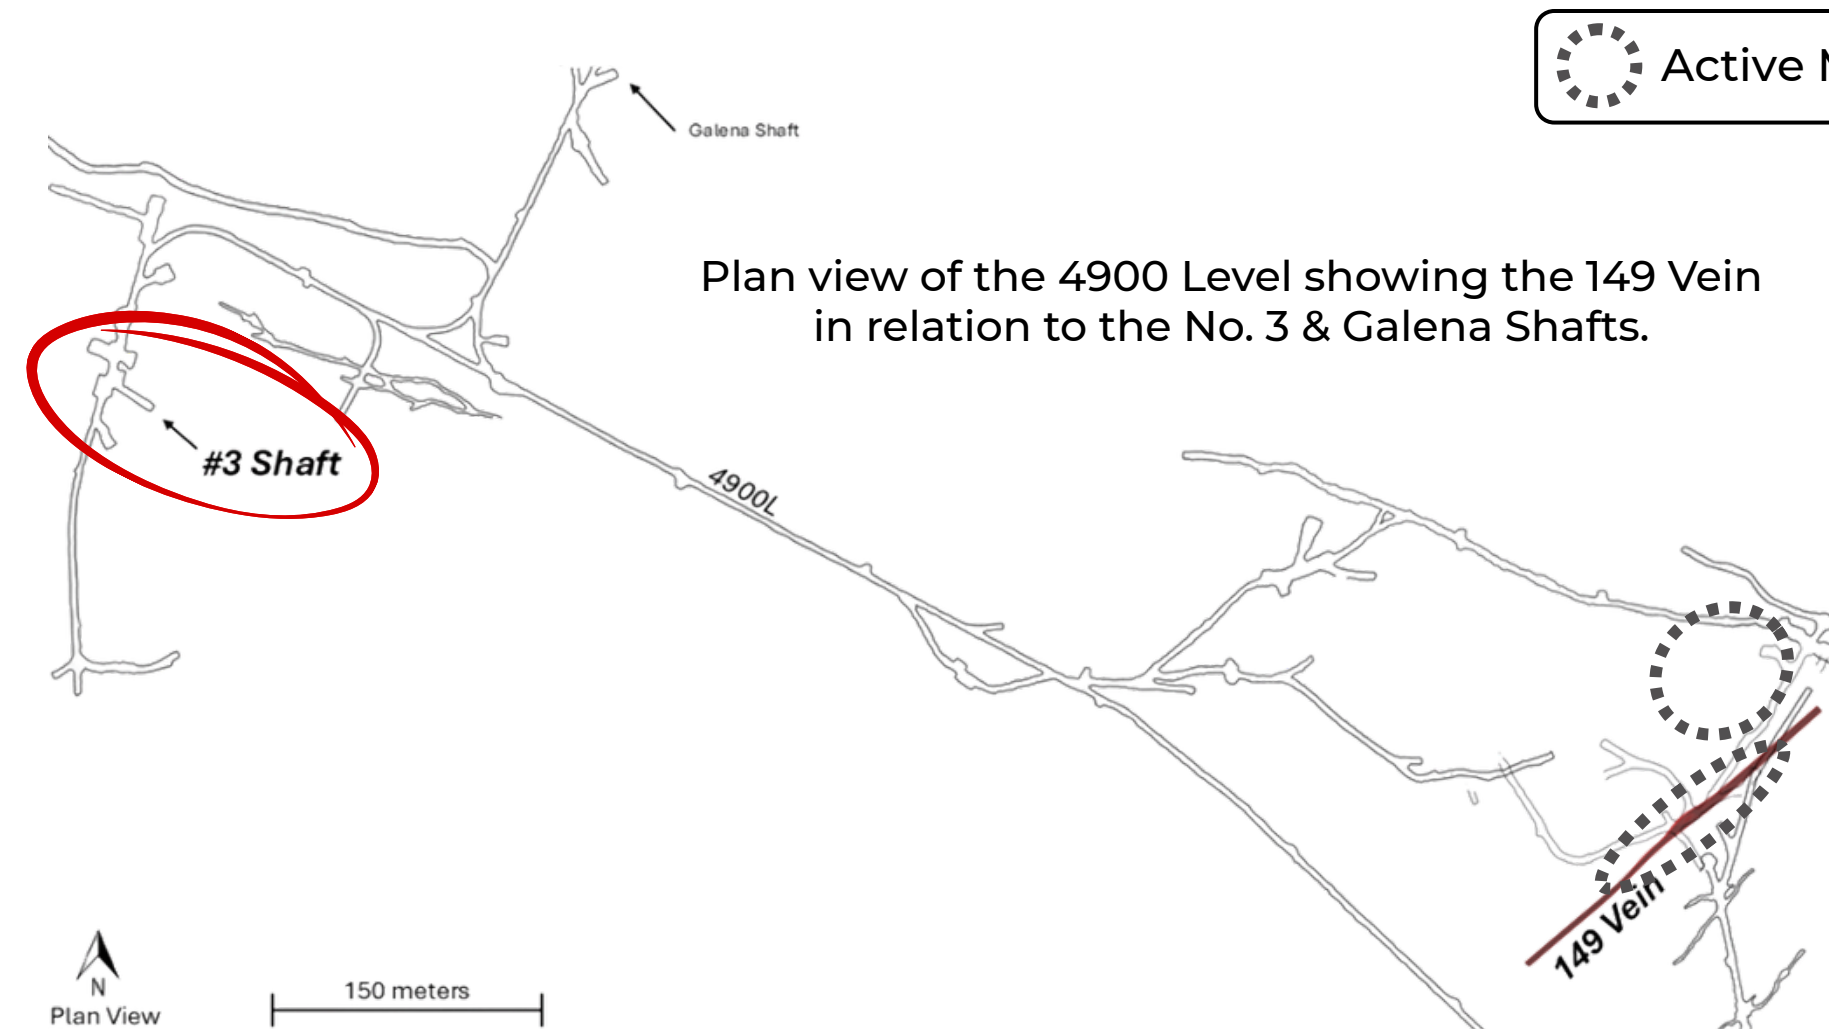 Active
Galena Shaft
Plan view of the 4900 Level showing the 149 Vein
in relation to the No. 3 & Galena Shafts.
#3 Shaft
4900L
149 Vein
N
Plan View
150 meters